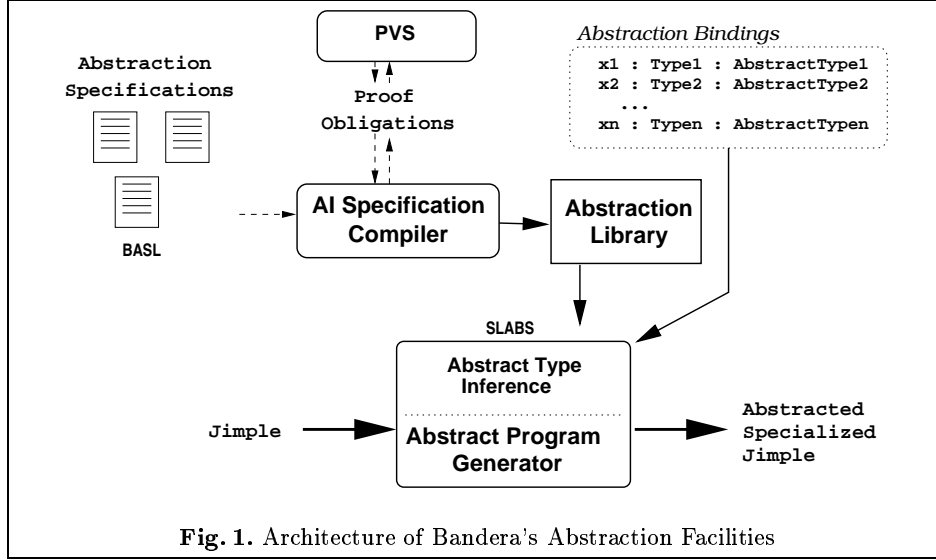 PVS
Abstraction
Specifications
Proof
Obligations
Abstraction Bindings
x1 : Type1 : AbstractType1
x2 : Type2 : AbstractType2
...
xn : Typen : AbstractTypen
BASL
AI Specification
Compiler
Abstraction
Library
SLABS
Abstract Type
Inference
Jimple
Abstract Program
Generator
Abstracted
Specialized
Jimple
Fig. 1. Architecture of Bandera's Abstraction Facilities